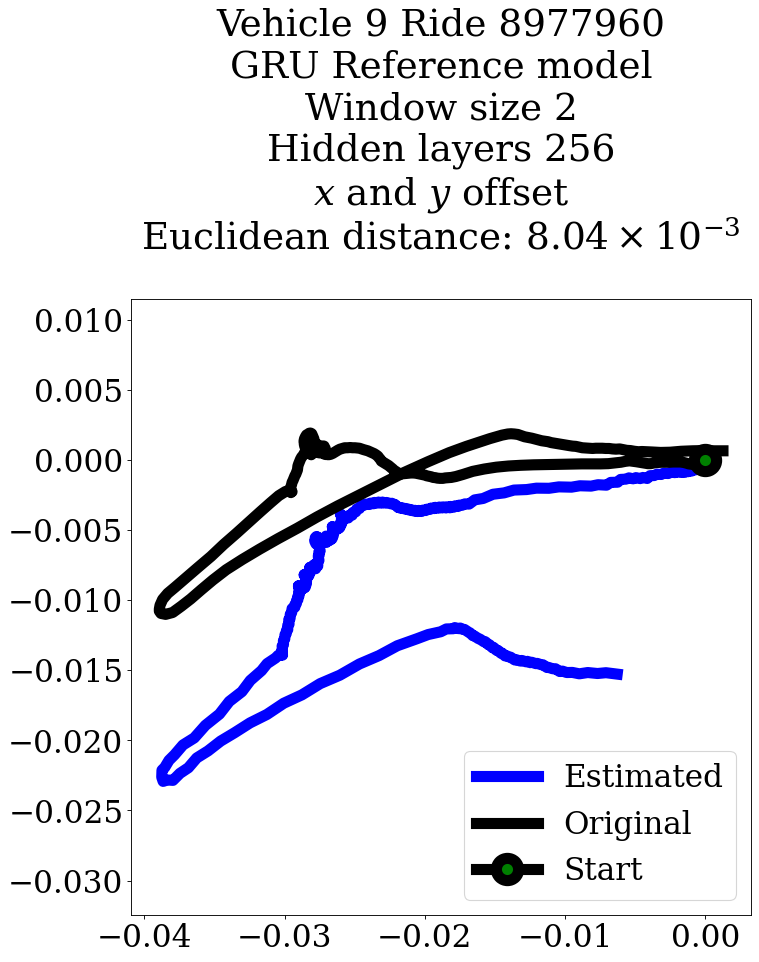 Vehicle 9 Ride 8977960
GRU Reference model
Window size 2
Hidden layers 256
x and y offset
Euclidean distance: 8.04 × 10⁻³
0.010
0.005
0.000
−0.005
−0.010
−0.015
−0.020
−0.025
−0.030
Estimated
Original
Start
−0.04 −0.03 −0.02 −0.01 0.00